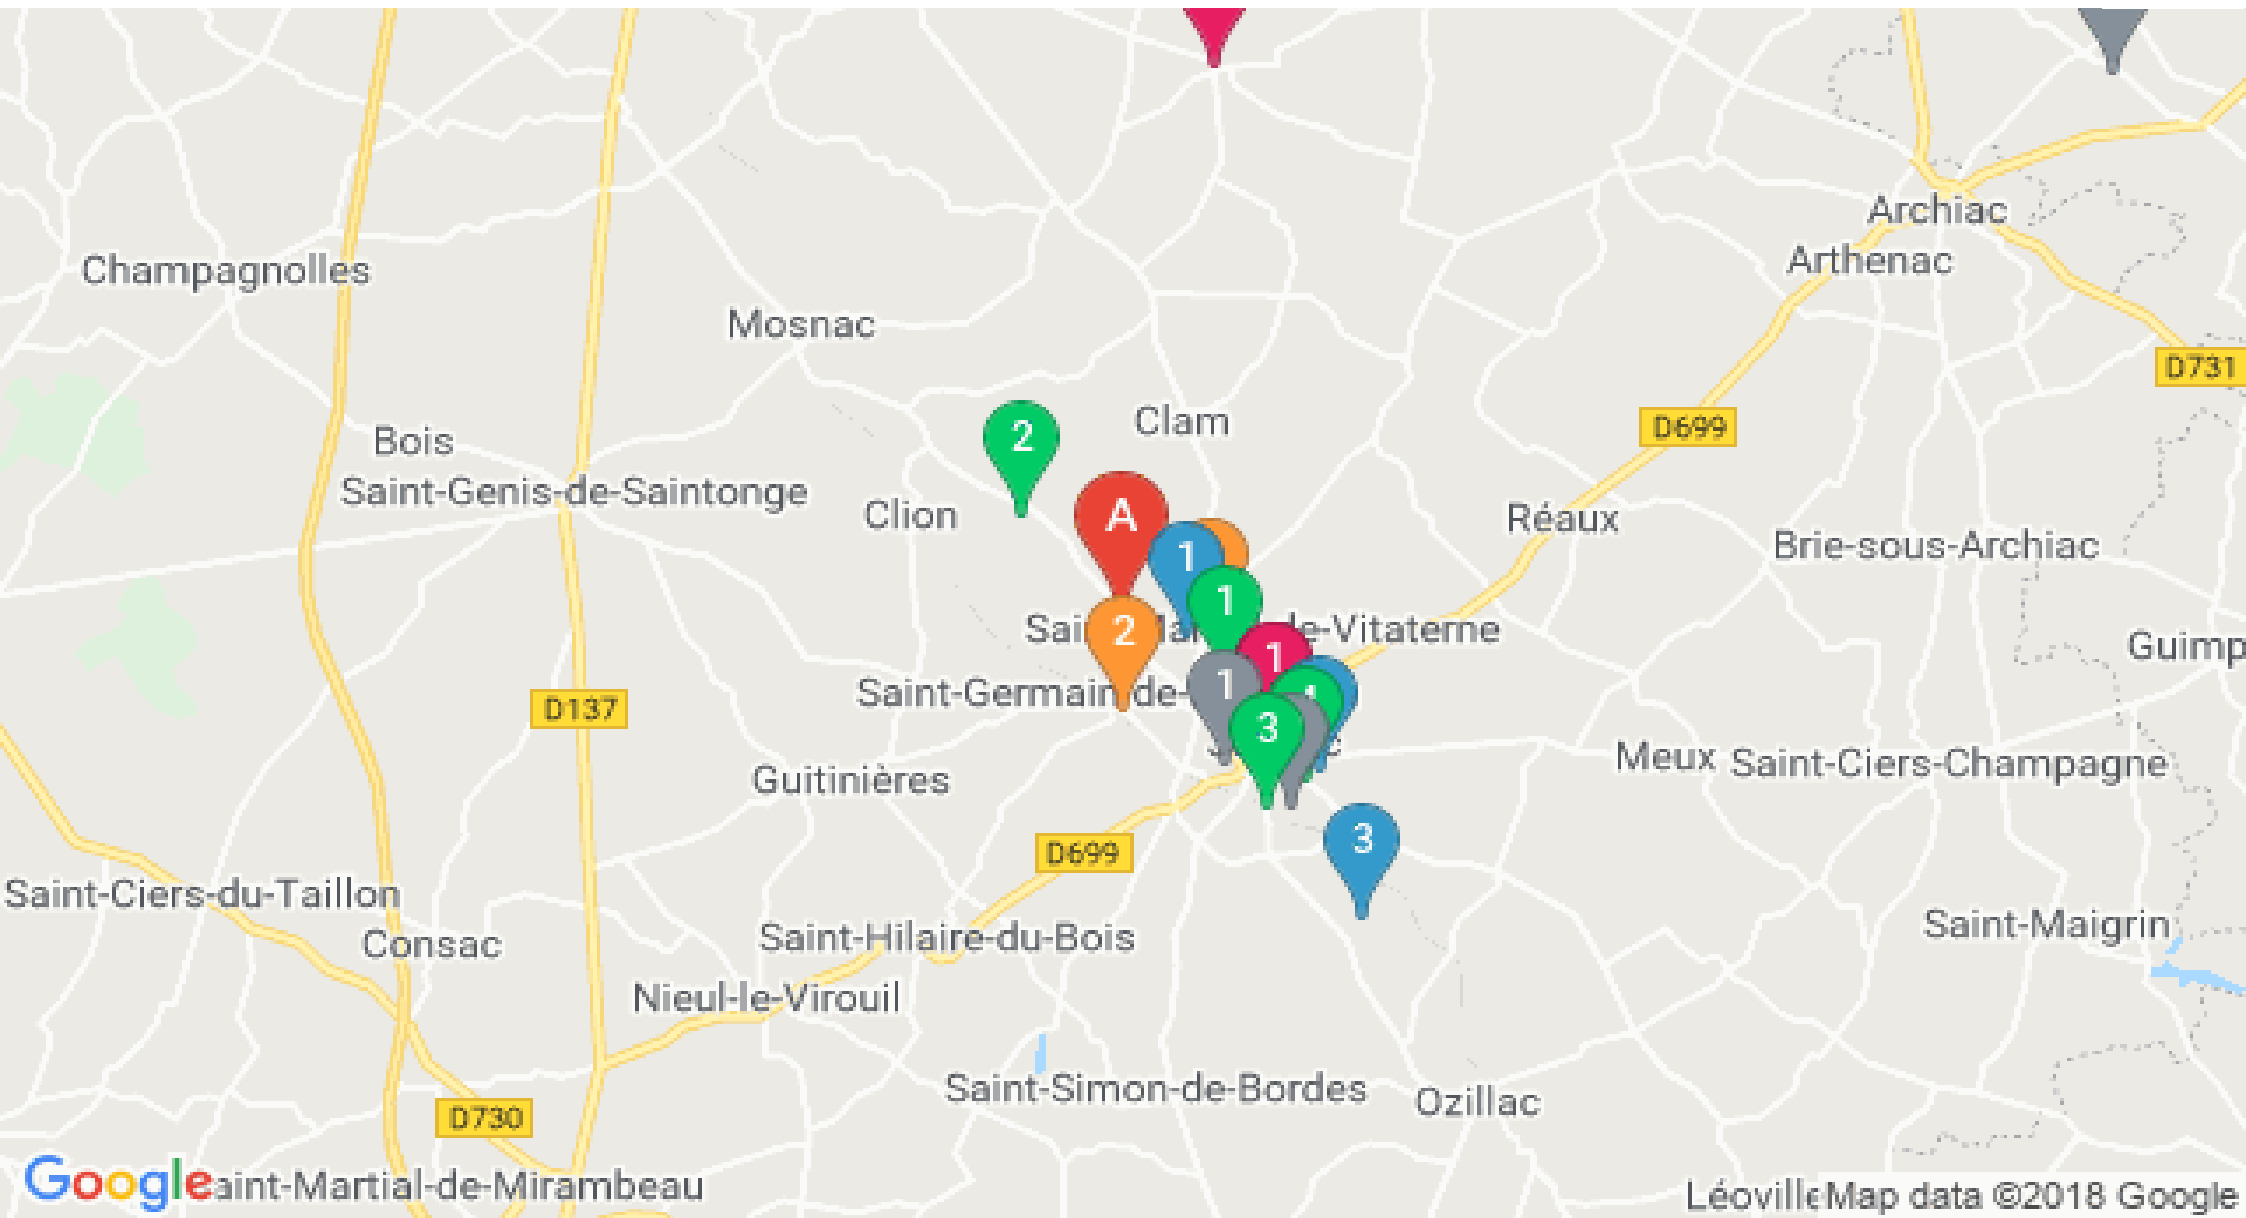 Archiac
Arthenac
Champagnolles
Mosnac
D731
Clam
D699
Bois
2
Saint-Genis-de-Saintonge
Clion
A
Réaux
Brie-sous-Archiac
1
1
2
le-Vitaterne
Guimp
1
Saint-Germain-de-
1
D137
3
Meux
Saint-Ciers-Champagne
Guitinières
3
D699
Saint-Ciers-du-Taillon
Saint-Maigrin
Saint-Hilaire-du-Bois
Consac
Nieul-le-Virouil
Saint-Simon-de-Bordes
Ozillac
D730
Google
aint-Martial-de-Mirambeau
Léoville
Map data ©2018 Google